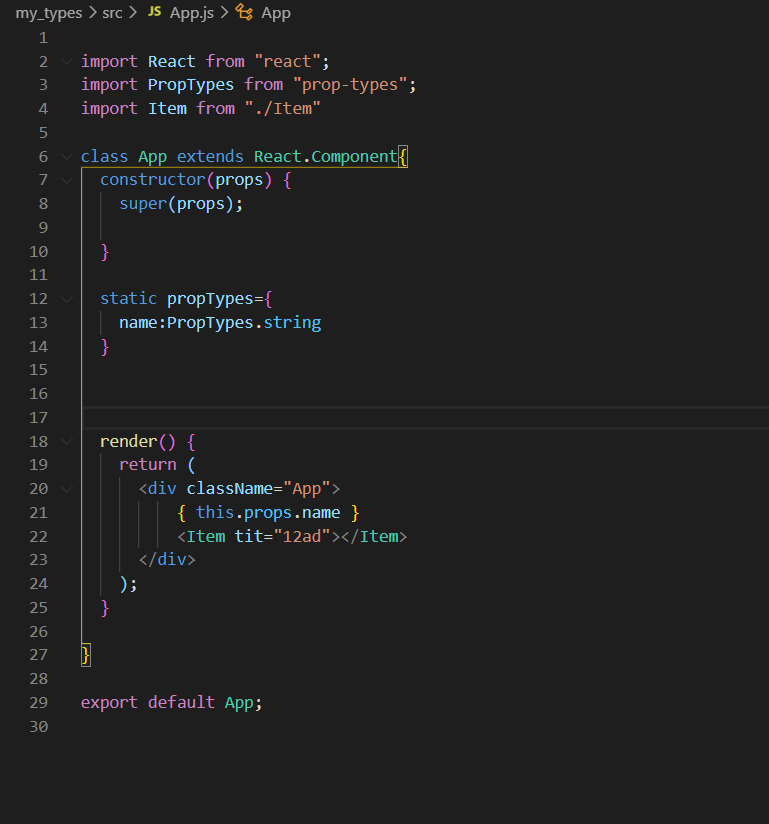 my_types > src > JS App.js > App
1
2 import React from "react";
3 import PropTypes from "prop-types";
4 import Item from "./Item"
5
6 class App extends React.Component{
7   constructor(props) {
8     super(props);
9
10   }
11
12   static propTypes={
13     name:PropTypes.string
14   }
15
16
17
18   render() {
19     return (
20       <div className="App">
21           { this.props.name }
22           <Item tit="12ad"></Item>
23       </div>
24     );
25   }
26
27 }
28
29 export default App;
30